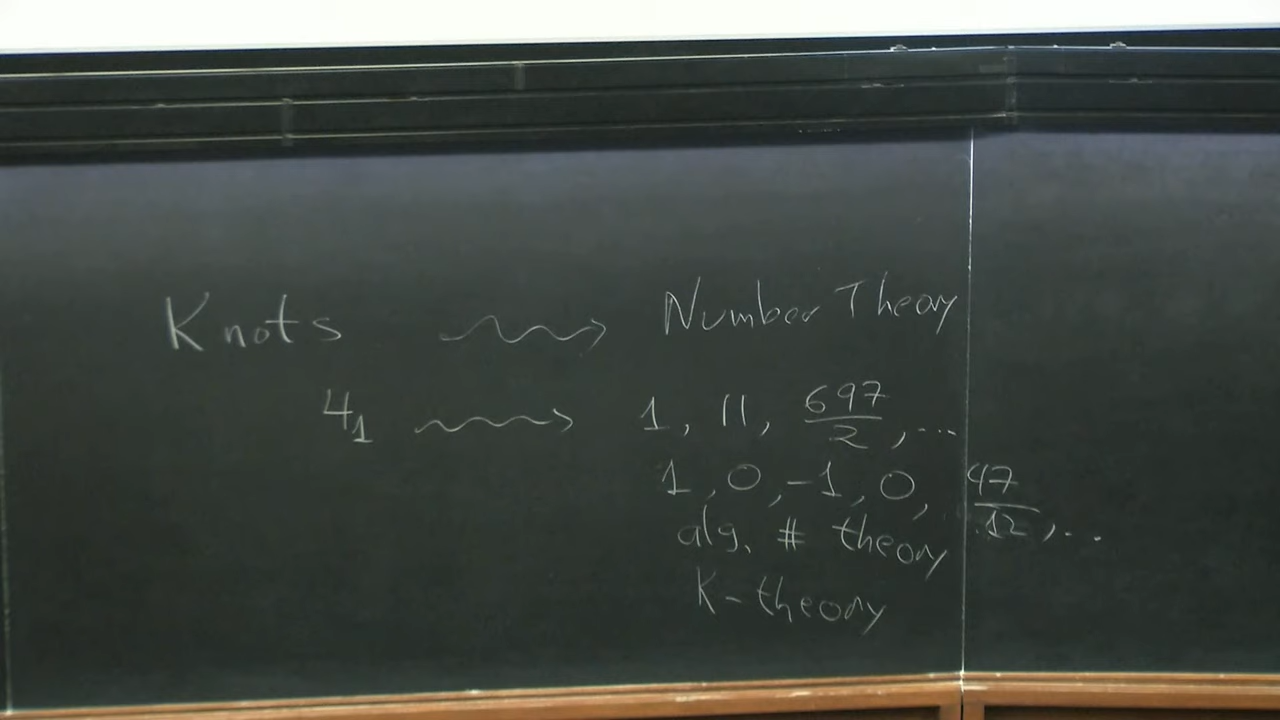 Knots ⇝ Number Theory
4₁ ⇝ 1, 11, 697/2, ...
1, 0, -1, 0, 47/12, ...
alg. # theory
K-theory